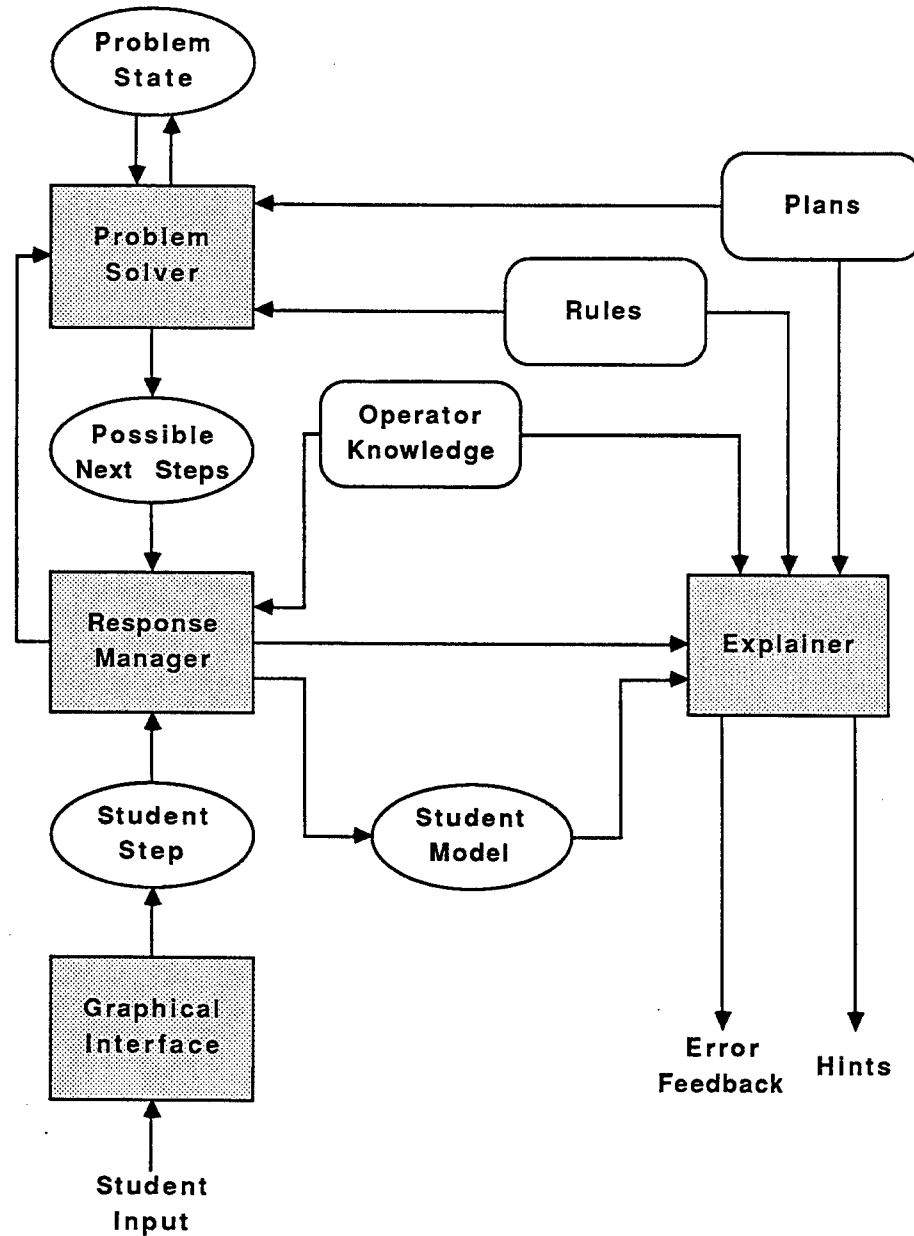 Problem
State
Plans
Problem
Solver
Rules
Operator
Knowledge
Possible
Next Steps
Response
Manager
Explainer
Student
Step
Student
Model
Graphical
Interface
Error
Feedback
Hints
Student
Input